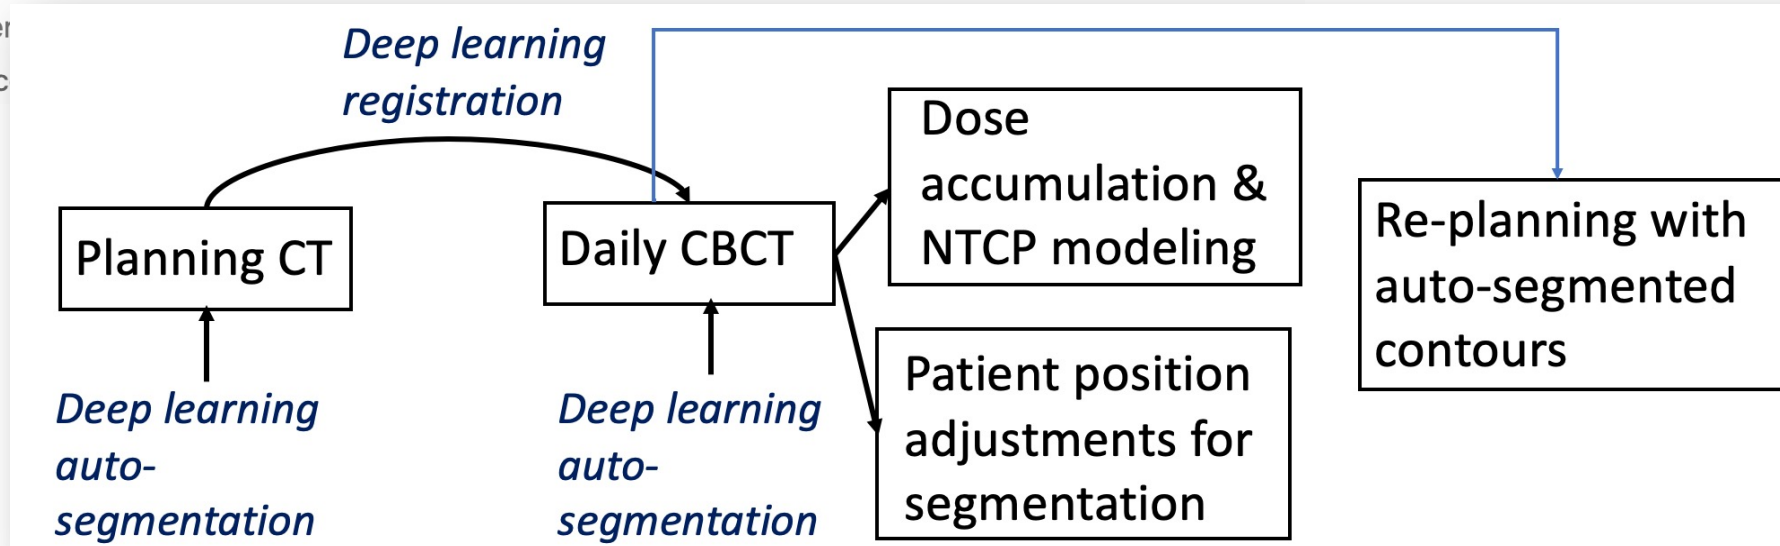 Deep learning
registration
Planning CT
Daily CBCT
Dose
accumulation &
NTCP modeling
Re-planning with
auto-segmented
contours
Patient position
adjustments for
segmentation
Deep learning
auto-
segmentation
Deep learning
auto-
segmentation